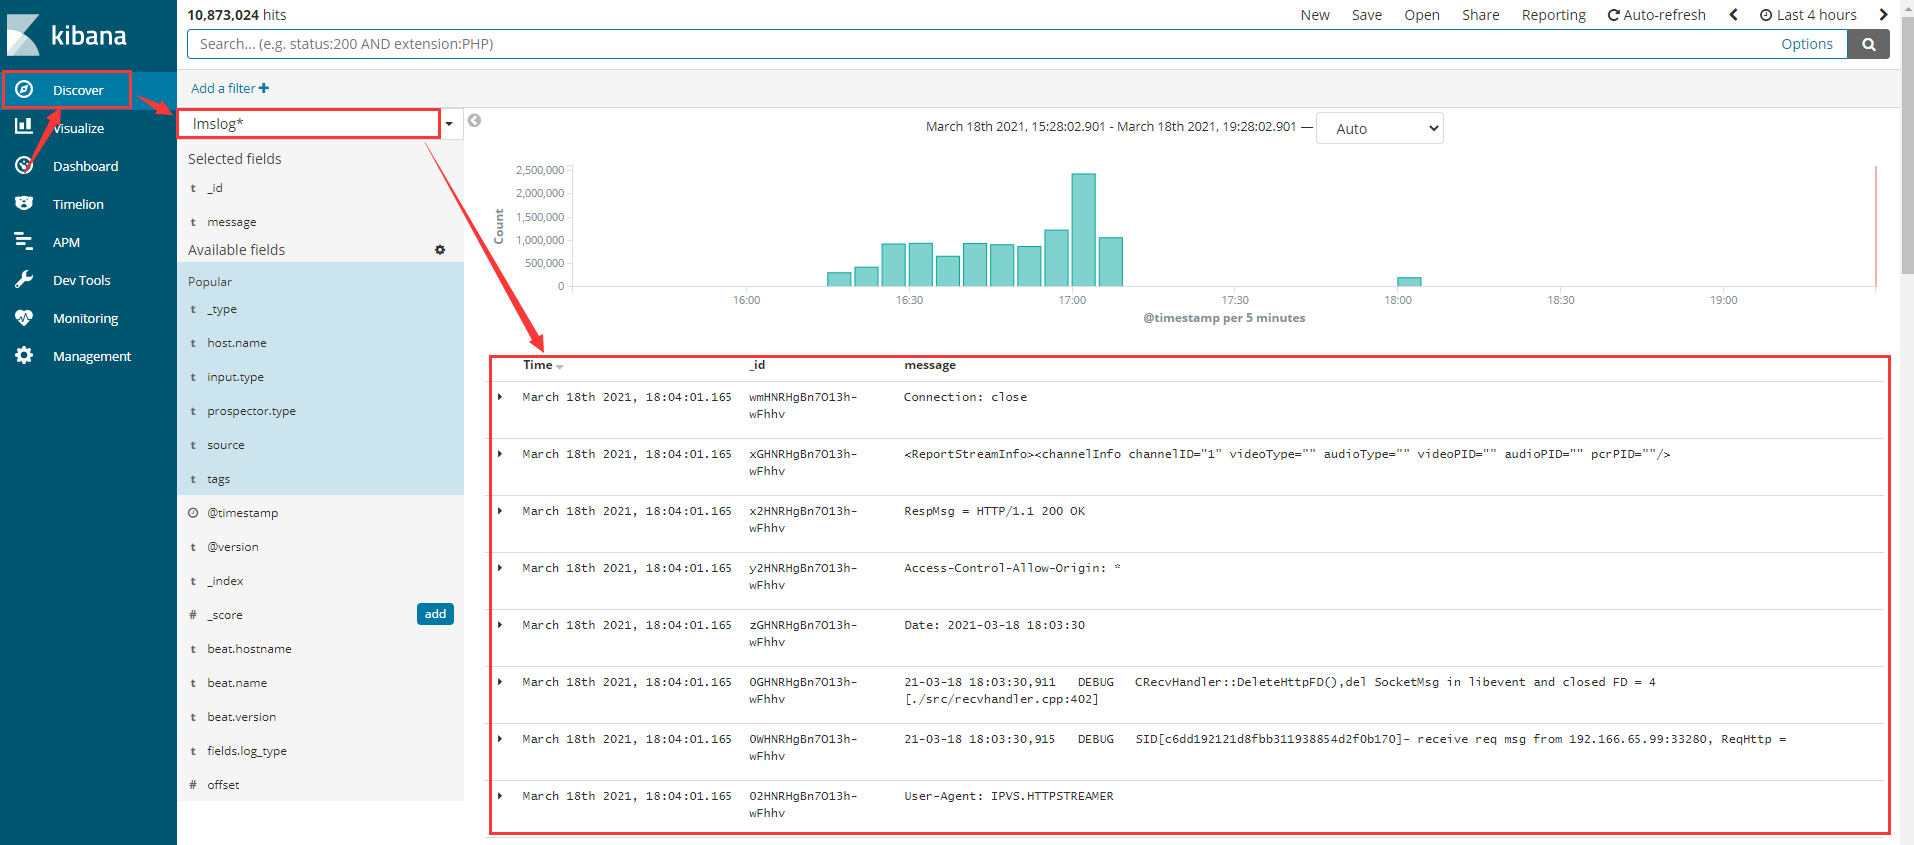 kibana
Discover
Visualize
Dashboard
Timelion
APM
Dev Tools
Monitoring
Management
10,873,024 hits
New Save Open Share Reporting Auto-refresh Last 4 hours
Search... (e.g. status:200 AND extension:PHP) Options
Add a filter
lmslog*
Selected fields
t _id
t message
Available fields
Popular
t _type
t host.name
t input.type
t prospector.type
t source
t tags
@timestamp
t @version
t _index
# _score add
t beat.hostname
t beat.name
t beat.version
t fields.log_type
# offset
March 18th 2021, 15:28:02.901 - March 18th 2021, 19:28:02.901 — Auto
2,500,000
2,000,000
1,500,000
1,000,000
500,000
0
Count
16:00 16:30 17:00 17:30 18:00 18:30 19:00
@timestamp per 5 minutes
Time _id message
March 18th 2021, 18:04:01.165 wmHNRHgBn7O13h- Connection: close
wFhhv
March 18th 2021, 18:04:01.165 xGHNRHgBn7O13h- <ReportStreamInfo><channelInfo channelID="1" videoType="" audioType="" videoPID="" audioPID="" pcrPID=""/>
wFhhv
March 18th 2021, 18:04:01.165 x2HNRHgBn7O13h- RespMsg = HTTP/1.1 200 OK
wFhhv
March 18th 2021, 18:04:01.165 y2HNRHgBn7O13h- Access-Control-Allow-Origin: *
wFhhv
March 18th 2021, 18:04:01.165 zGHNRHgBn7O13h- Date: 2021-03-18 18:03:30
wFhhv
March 18th 2021, 18:04:01.165 0GHNRHgBn7O13h- 21-03-18 18:03:30,911 DEBUG CRecvHandler::DeleteHttpFD(),del SocketMsg in libevent and closed FD = 4
wFhhv [./src/recvhandler.cpp:402]
March 18th 2021, 18:04:01.165 0WHNRHgBn7O13h- 21-03-18 18:03:30,915 DEBUG SID[c6dd192121d8fbb311938854d2f0b170]- receive req msg from 192.166.65.99:33280, ReqHttp =
wFhhv
March 18th 2021, 18:04:01.165 02HNRHgBn7O13h- User-Agent: IPVS.HTTPSTREAMER
wFhhv